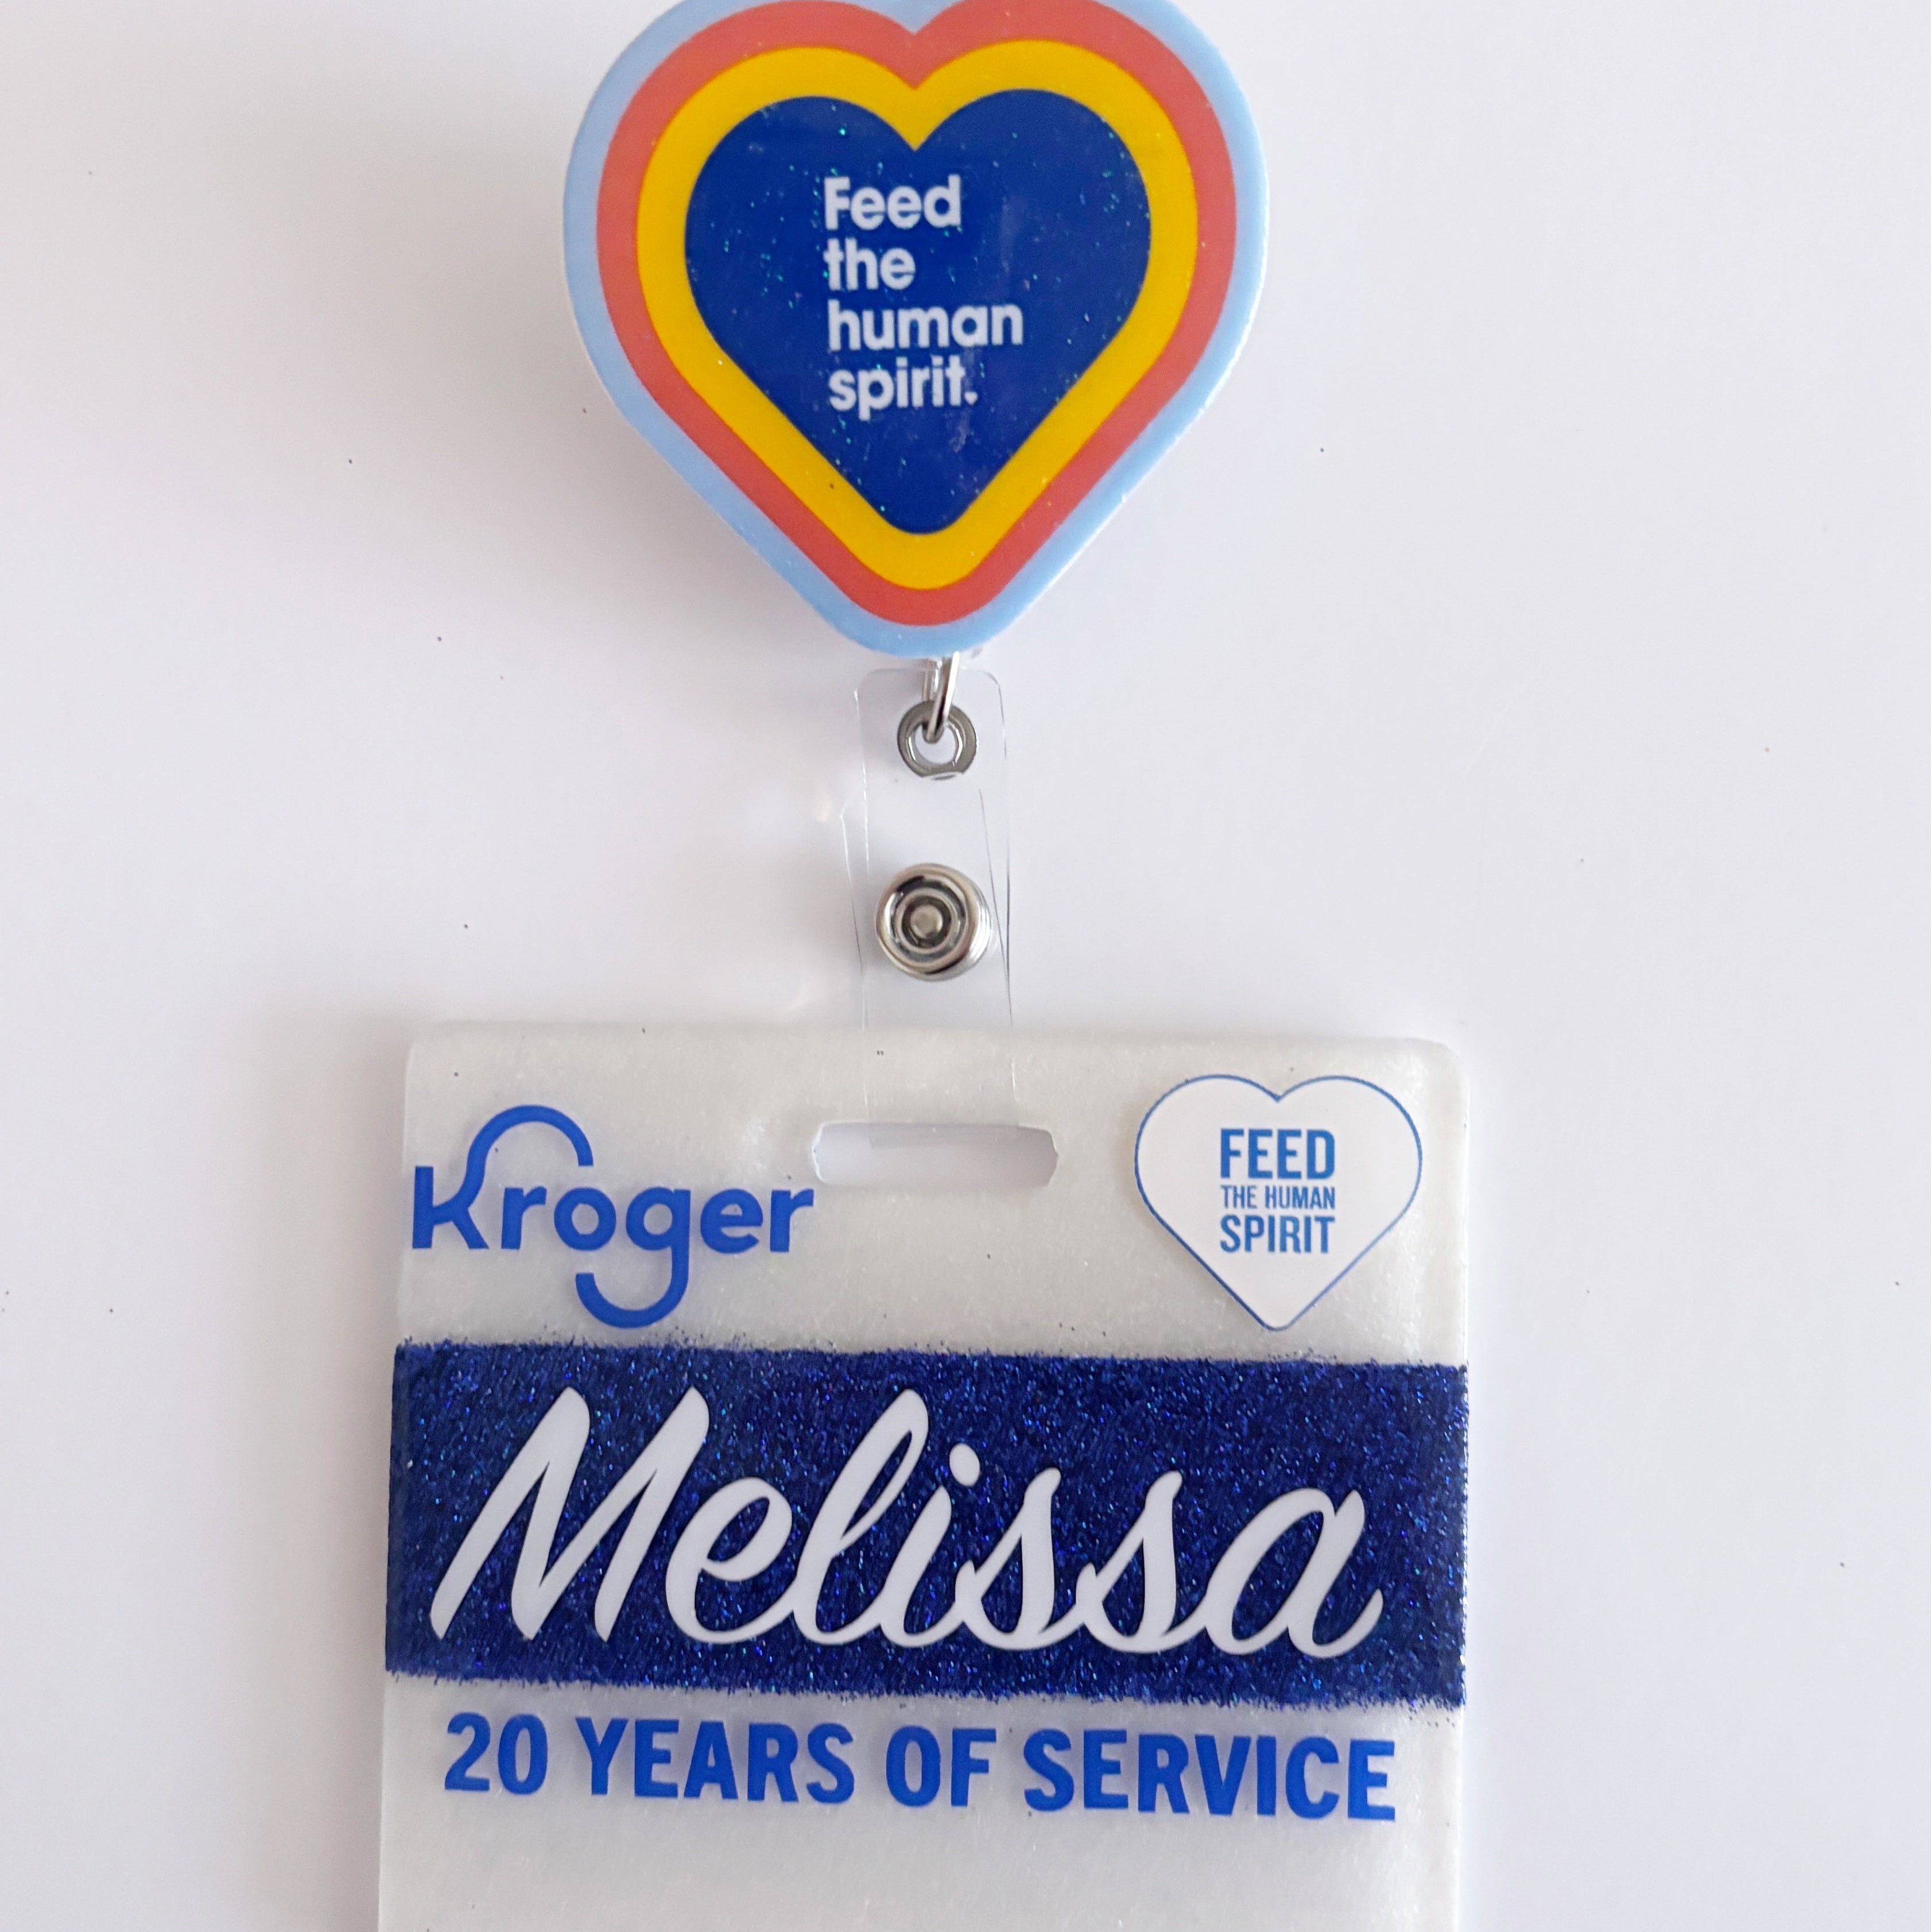 Feed
the
human
spirit.
Kroger
FEED
THE HUMAN
SPIRIT
Melissa
20 YEARS OF SERVICE